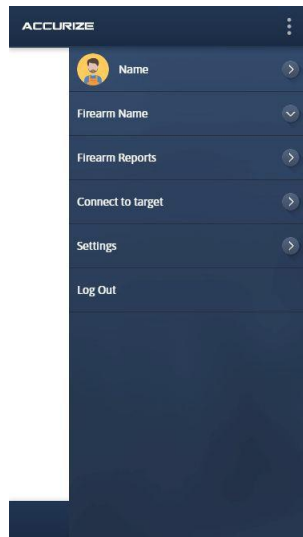 ACCURIZE
Name
Firearm Name
Firearm Reports
Connect to target
Settings
Log Out